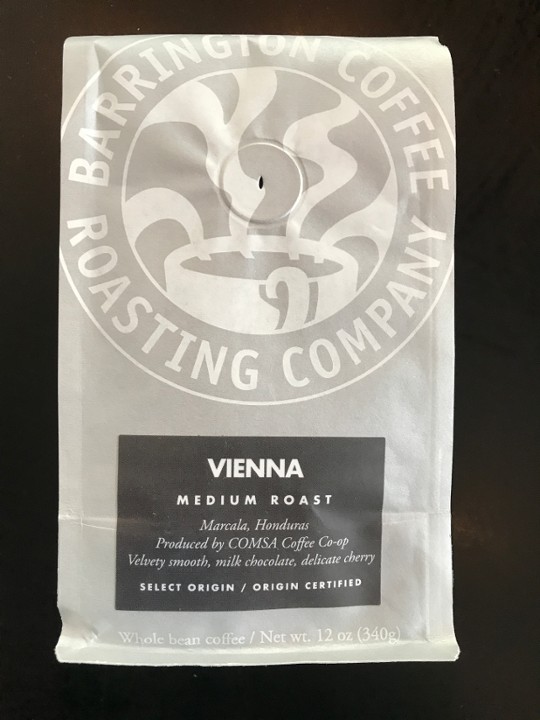 BARRINGTON COFFEE
ROASTING COMPANY
VIENNA
MEDIUM ROAST
Marcala, Honduras
Produced by COMSA Coffee Co-op
Velvety smooth, milk chocolate, delicate cherry
SELECT ORIGIN / ORIGIN CERTIFIED
Whole bean coffee / Net wt. 12 oz (340g)